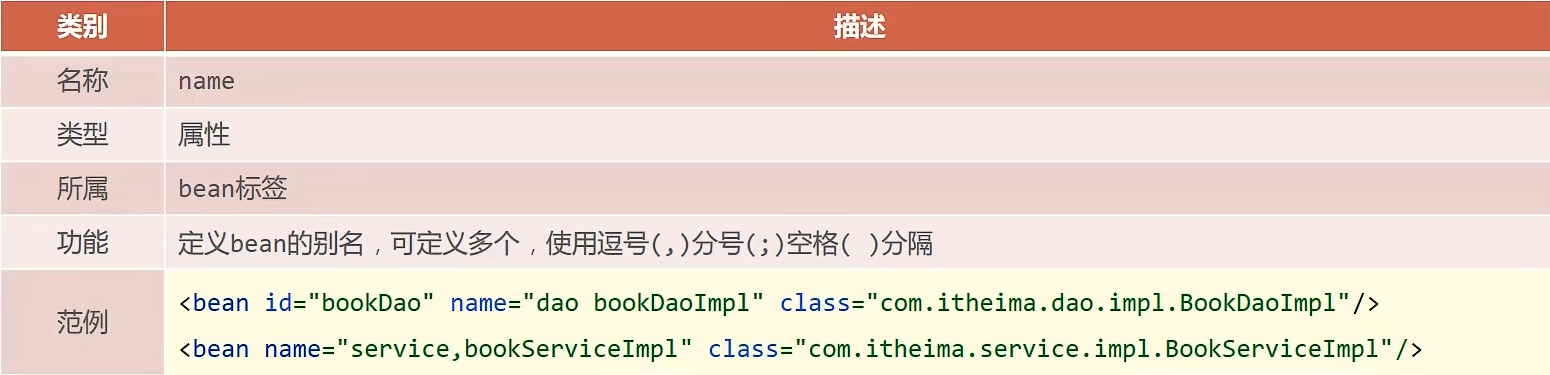 类别 描述
名称 name
类型 属性
所属 bean标签
功能 定义bean的别名，可定义多个，使用逗号(,)分号(;)空格( )分隔
范例 <bean id="bookDao" name="dao bookDaoImpl" class="com.itheima.dao.impl.BookDaoImpl"/>
<bean name="service,bookServiceImpl" class="com.itheima.service.impl.BookServiceImpl"/>